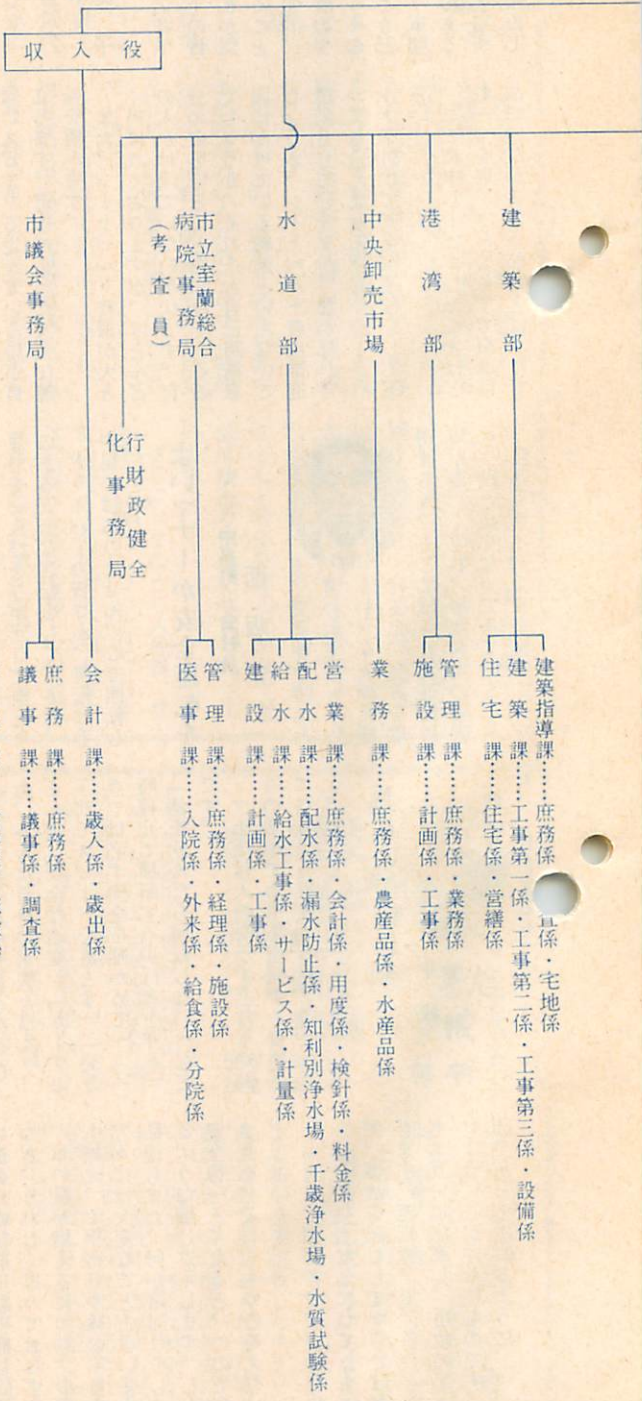 収入役
建築部
建築指導課……庶務係
査係・宅地係
建築課……工事第一係・工事第二係・工事第三係・設備係
住宅課……住宅係・営繕係
港湾部
管理課……庶務係・業務係
施設課……計画係・工事係
中央卸売市場
業務課……庶務係・農産品係・水産品係
水道部
営業課……庶務係・会計係・用度係・検針係・料金係
配水課……配水係・漏水防止係・知利別浄水場・千歳浄水場・水質試験係
給水課……給水工事係・サービス係・計量係
建設課……計画係・工事係
市立室蘭総合
病院事務局
管理課……庶務係・経理係・施設係
医事課……入院係・外来係・給食係・分院係
(考査員)
行財政健全
化事務局
会計課……歳入係・歳出係
市議会事務局
庶務課……庶務係
議事課……議事係・調査係